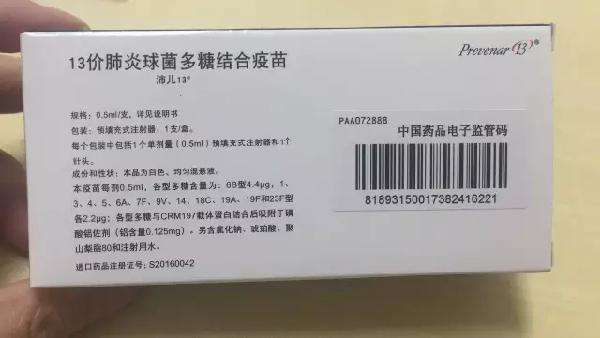 13价肺炎球菌多糖结合疫苗
沛儿13®
Prevenar 13®
规格：0.5ml/支，详见说明书
包装：预填充式注射器 1支/盒。
每个包装中包括1个单剂量（0.5ml）预填充式注射器和1个
针头。
成分和性状：本品为白色、均匀混悬液。
本疫苗每剂0.5ml，各型多糖含量为：6B型4.4μg，1、
3、4、5、6A、7F、9V、14、18C、19A、19F和23F型
各2.2μg；各型多糖与CRM197载体蛋白结合后吸附于磷
酸铝佐剂（铝含量0.125mg）。另含氯化钠、琥珀酸、聚
山梨酯80和注射用水。
进口药品注册证号：S20160042
PAA072888
中国药品电子监管码
81893150017382410221